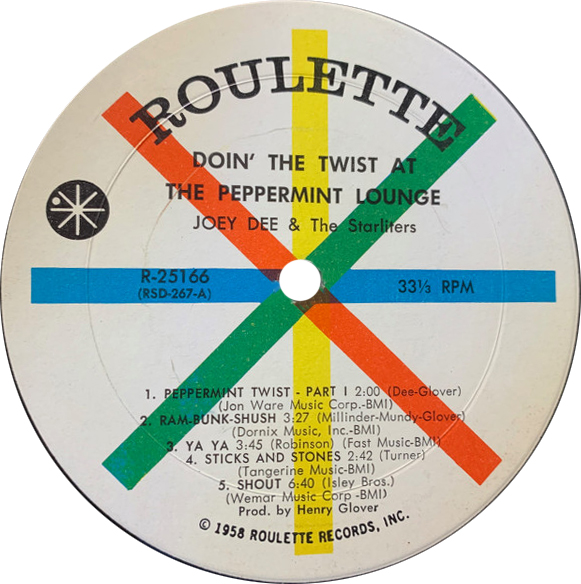 ROULETTE
DOIN' THE TWIST AT
THE PEPPERMINT LOUNGE
JOEY DEE & The Starliters
R-25166
(RSD-267-A)
33⅓ RPM
1. PEPPERMINT TWIST - PART I 2:00 (Dee-Glover)
(Jon Ware Music Corp.-BMI)
2. RAM-BUNK-SHUSH 3:27 (Millinder-Mundy-Glover)
(Dornix Music, Inc.-BMI)
3. YA YA 3:45 (Robinson) (Fast Music-BMI)
4. STICKS AND STONES 2:42 (Turner)
(Tangerine Music-BMI)
5. SHOUT 6:40 (Isley Bros.)
(Wemar Music Corp -BMI)
Prod. by Henry Glover
© 1958 ROULETTE RECORDS, INC.